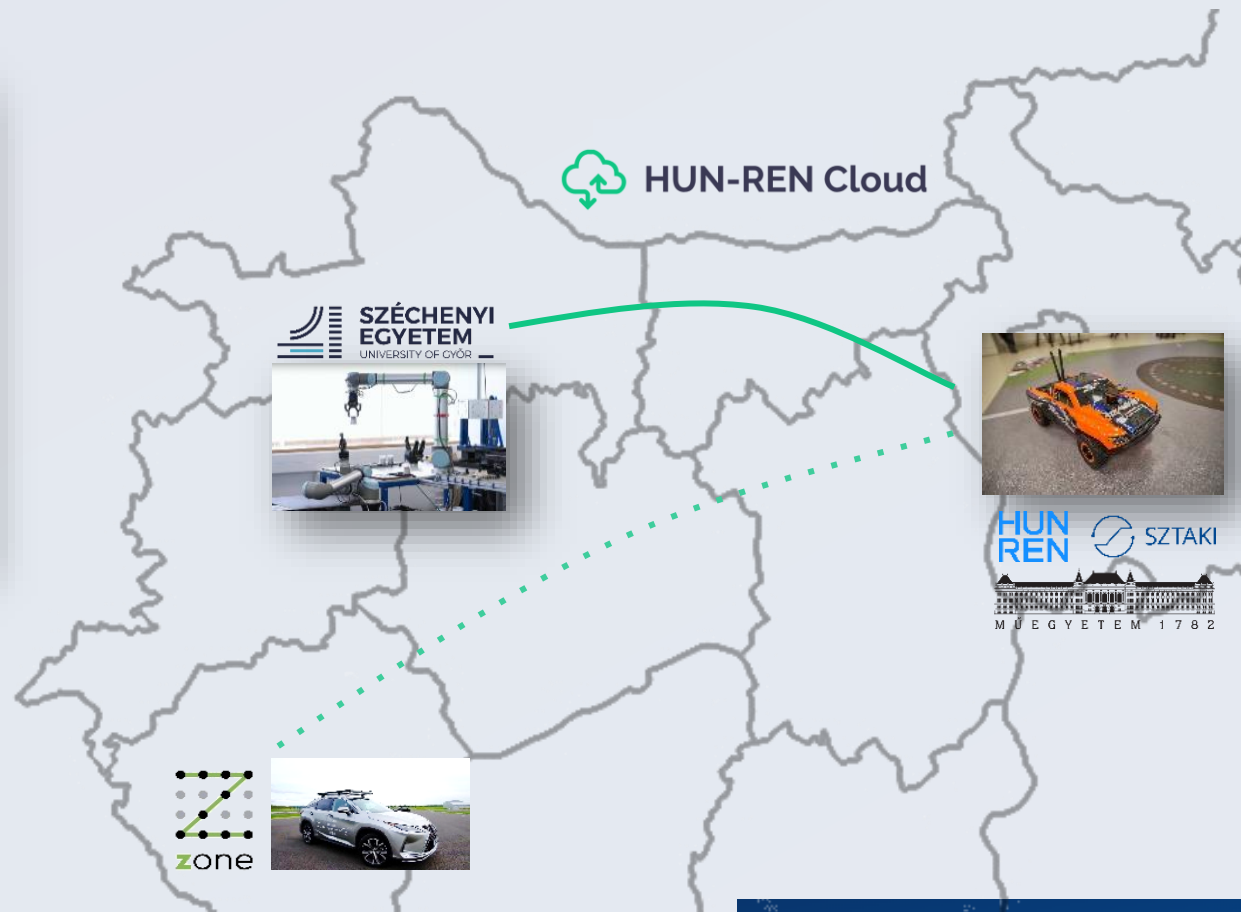 HUN-REN Cloud
SZÉCHENYI
EGYETEM
UNIVERSITY OF GYŐR
HUN
REN
SZTAKI
MŰEGYETEM 1782
zone